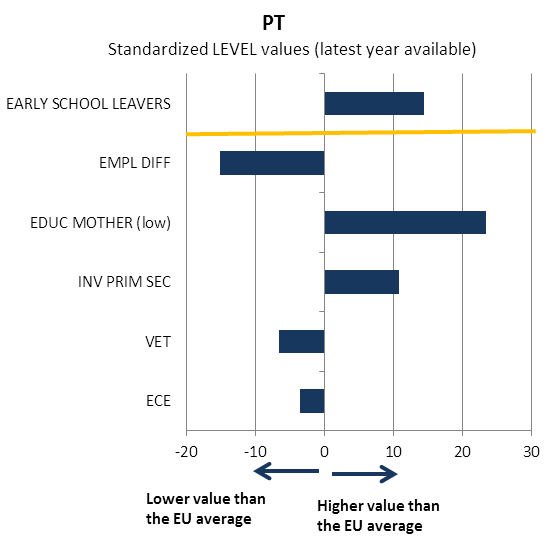 PT
Standardized LEVEL values (latest year available)
EARLY SCHOOL LEAVERS
EMPL DIFF
EDUC MOTHER (low)
INV PRIM SEC
VET
ECE
-20 -10 0 10 20 30
Lower value than
the EU average
Higher value than
the EU average